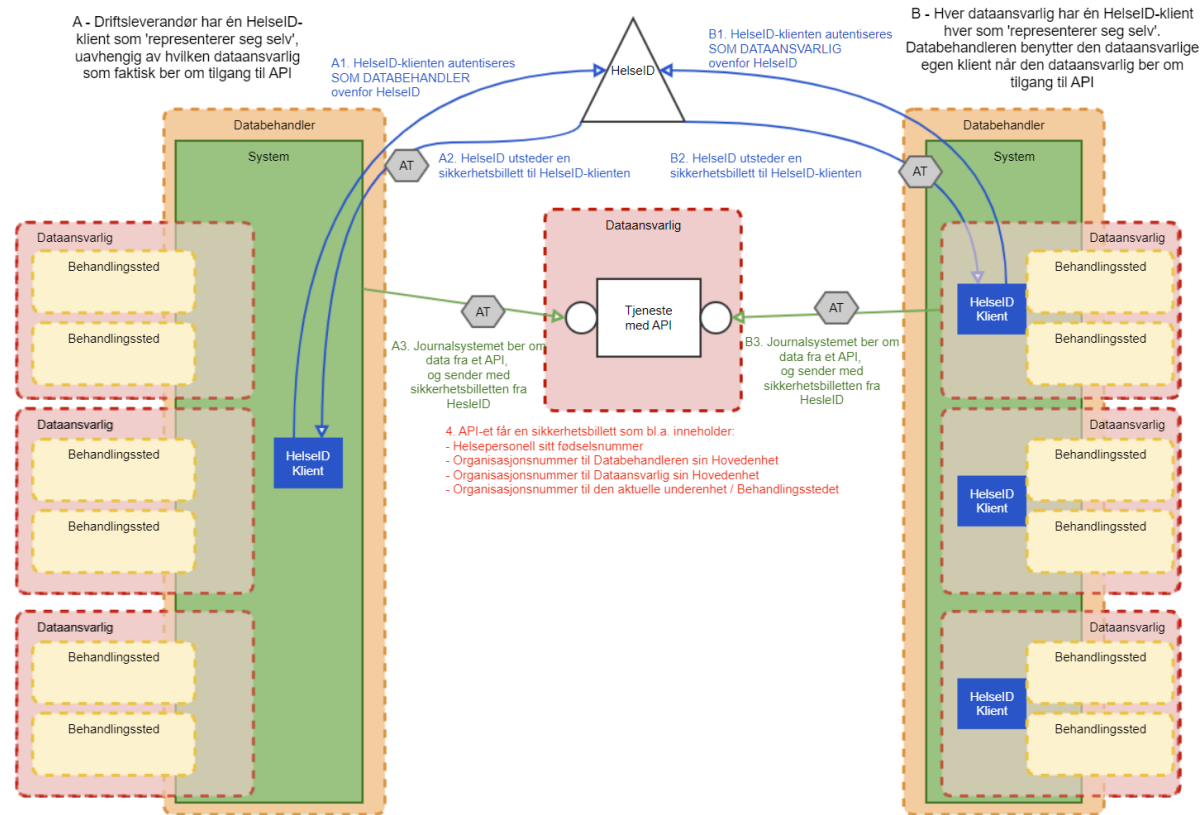 A - Driftsleverandør har én HelseID-
klient som 'representerer seg selv',
uavhengig av hvilken dataansvarlig
som faktisk ber om tilgang til API
A1. HelseID-klienten autentiseres
SOM DATABEHANDLER
ovenfor HelseID
HelseID
B1. HelseID-klienten autentiseres
SOM DATAANSVARLIG
ovenfor HelseID
B - Hver dataansvarlig har én HelseID-klient
hver som 'representer seg selv'.
Databehandleren benytter den dataansvarlige
egen klient når den dataansvarlig ber om
tilgang til API
Databehandler
System
AT
A2. HelseID utsteder en
sikkerhetsbillett til HelseID-klienten
B2. HelseID utsteder en
sikkerhetsbillett til HelseID-klienten
AT
Databehandler
System
Dataansvarlig
Behandlingssted
Behandlingssted
Dataansvarlig
Behandlingssted
Behandlingssted
Dataansvarlig
Behandlingssted
Behandlingssted
HelseID
Klient
AT
A3. Journalsystemet ber om
data fra et API,
og sender med
sikkerhetsbilletten fra
HesleID
Dataansvarlig
Tjeneste
med API
AT
B3. Journalsystemet ber om
data fra et API,
og sender med
sikkerhetsbilletten fra
HesleID
4. API-et får en sikkerhetsbillett som bl.a. inneholder:
- Helsepersonell sitt fødselsnummer
- Organisasjonsnummer til Databehandleren sin Hovedenhet
- Organisasjonsnummer til Dataansvarlig sin Hovedenhet
- Organisasjonsnummer til den aktuelle underenhet / Behandlingsstedet
Dataansvarlig
Behandlingssted
HelseID
Klient
Behandlingssted
Dataansvarlig
Behandlingssted
HelseID
Klient
Behandlingssted
Dataansvarlig
Behandlingssted
HelseID
Klient
Behandlingssted